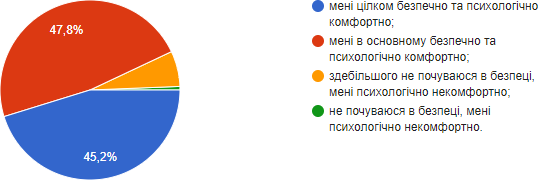 47,8%
45,2%
мені цілком безпечно та психологічно
комфортно;
мені в основному безпечно та
психологічно комфортно;
здебільшого не почуваюся в безпеці,
мені психологічно некомфортно;
не почуваюся в безпеці, мені
психологічно некомфортно.